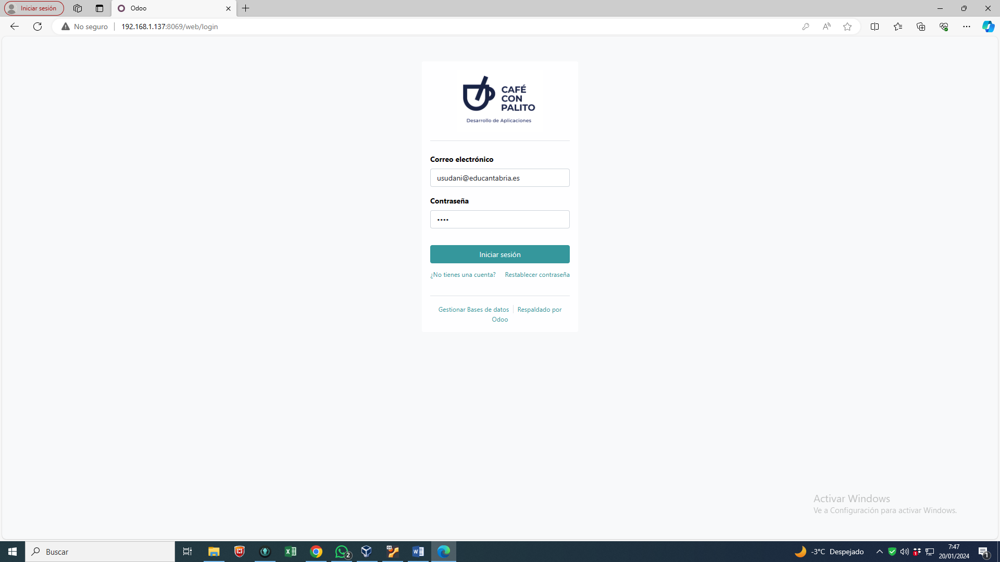 Iniciar sesión
Odoo
No seguro
192.168.1.137:8069/web/login
CAFÉ
CON
PALITO
Desarrollo de Aplicaciones
Correo electrónico
usudani@educantabria.es
Contraseña
••••
Iniciar sesión
¿No tienes una cuenta? Restablecer contraseña
Gestionar Bases de datos Respaldado por
Odoo
Activar Windows
Ve a Configuración para activar Windows.
Buscar
2
-3°C Despejado
7:47
20/01/2024
1